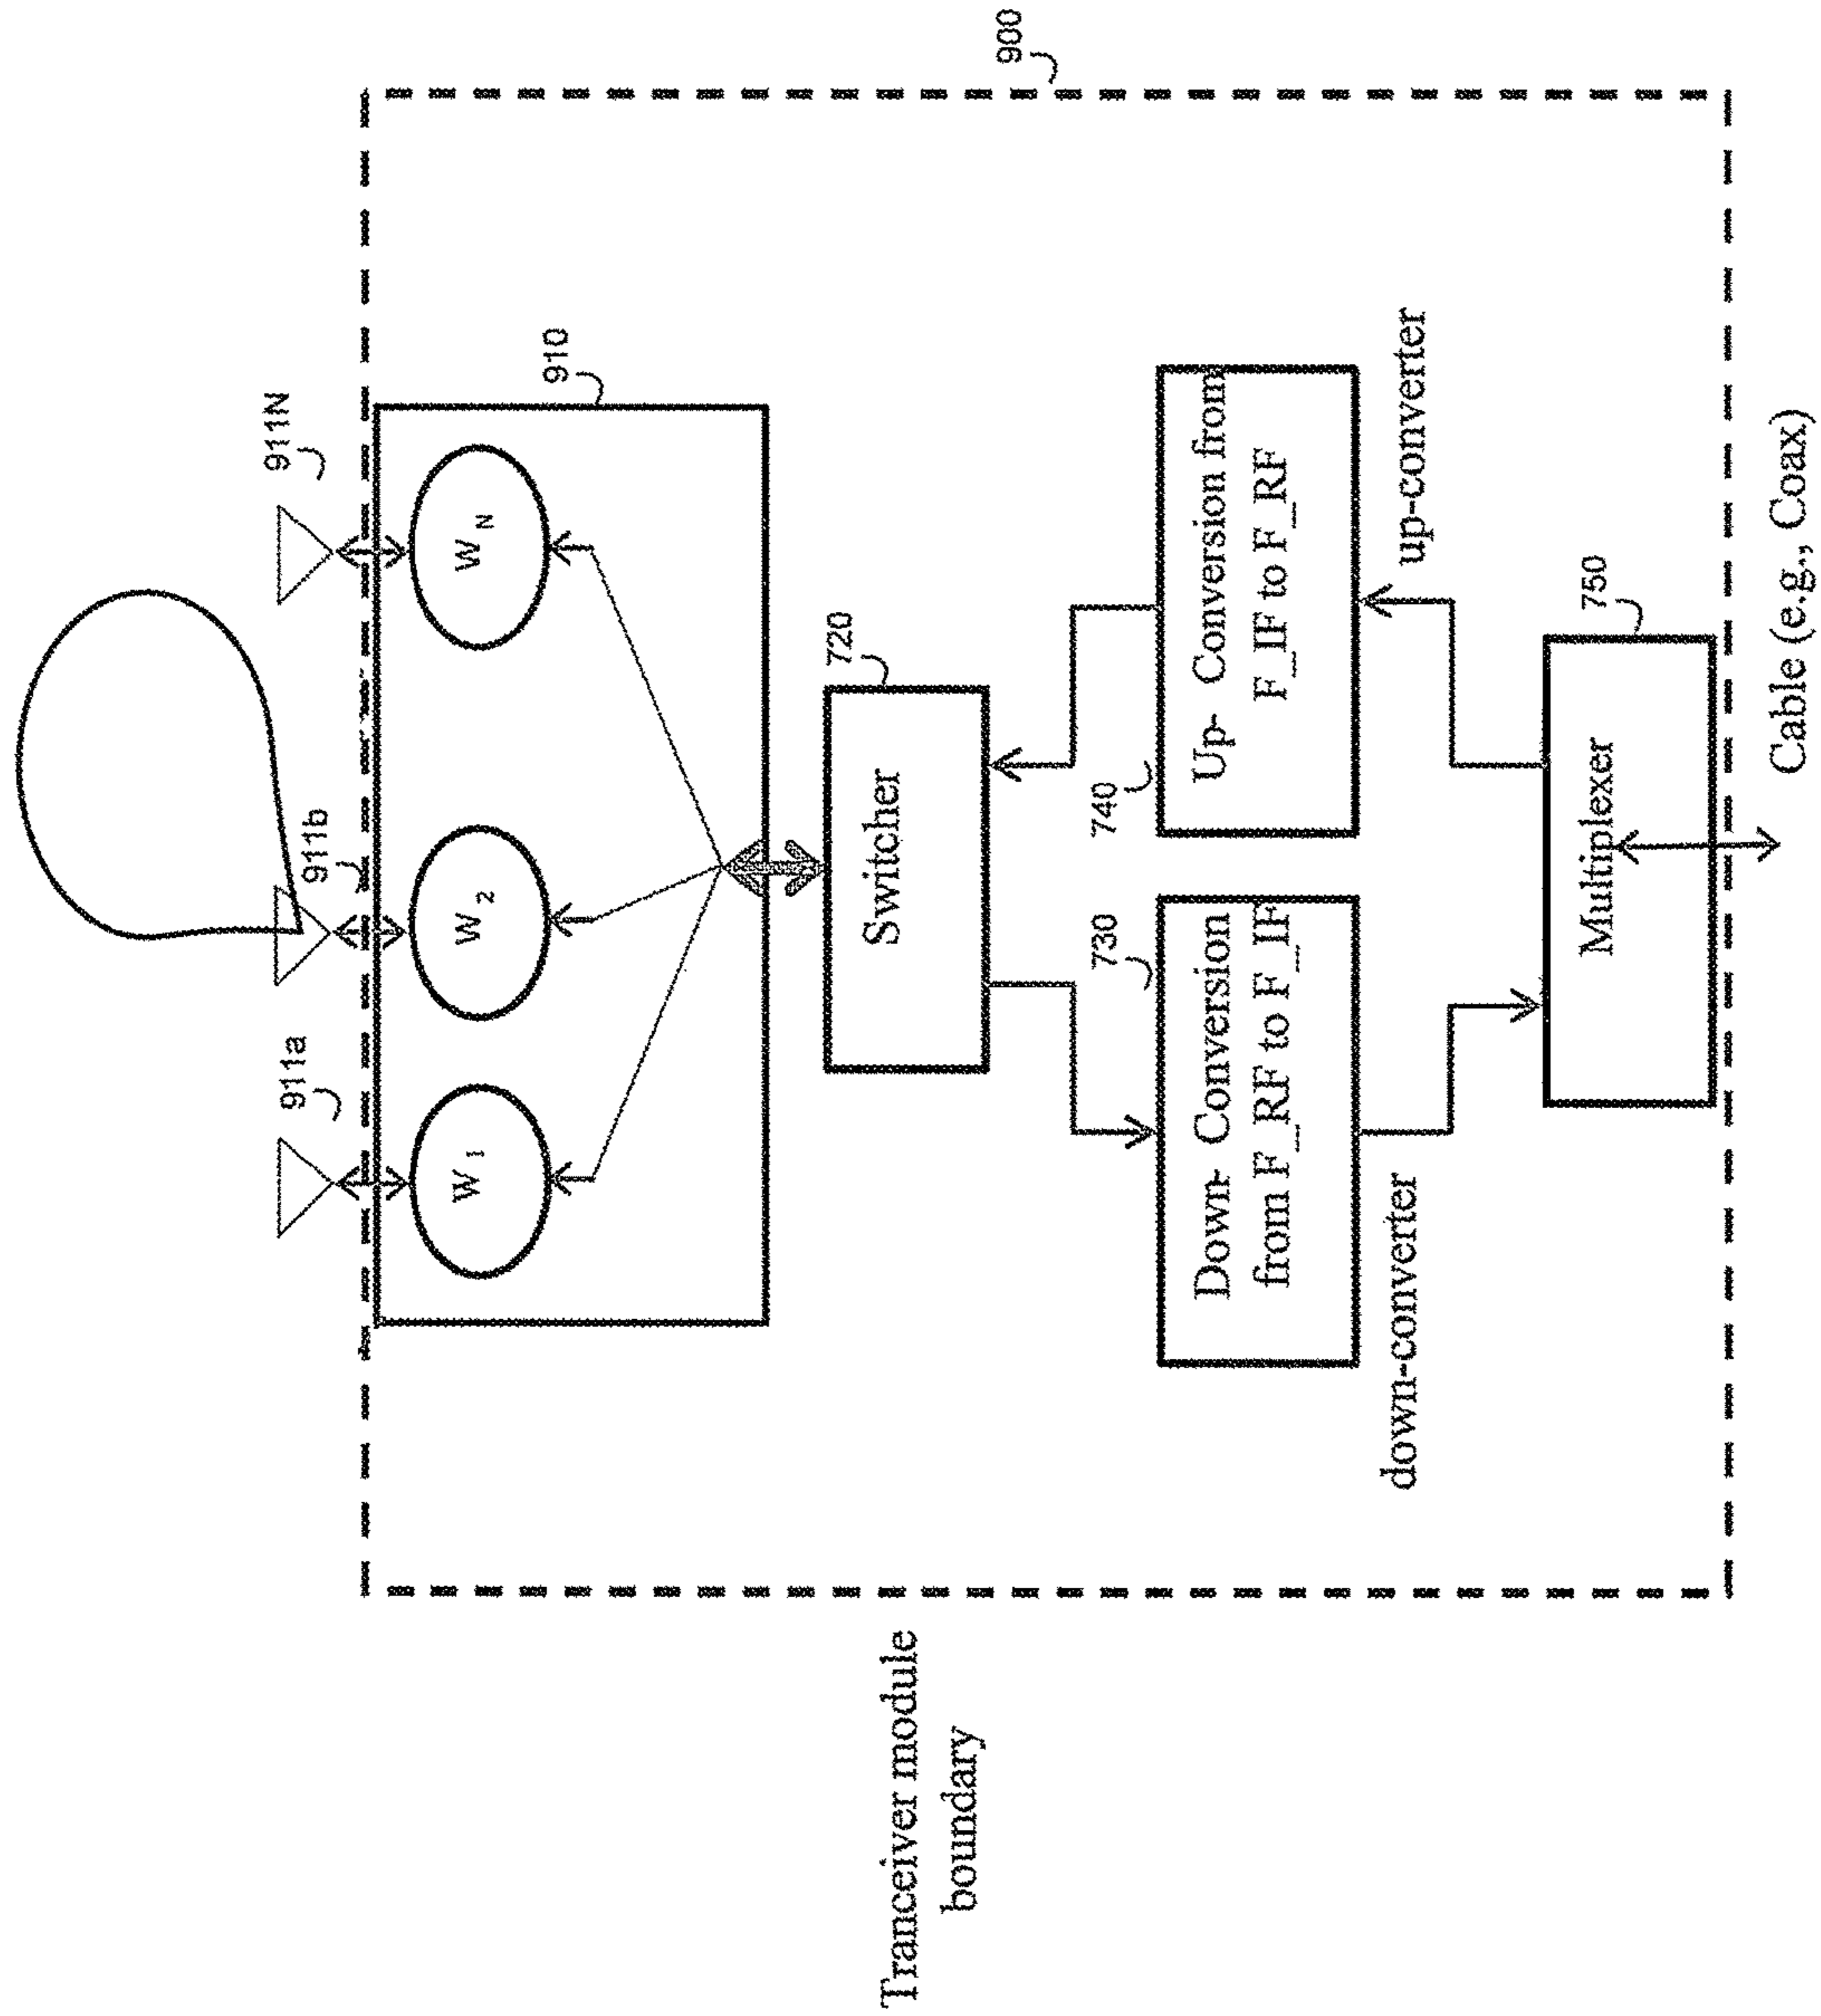 900
911a
911b
911N
910
W 1
W 2
W N
720
Switcher
730
740
Down- Conversion
from F_RF to F_IF
Up- Conversion from
F_IF to F_RF
down-converter
up-converter
750
Multiplexer
Cable (e.g., Coax)
Tranceiver module
boundary